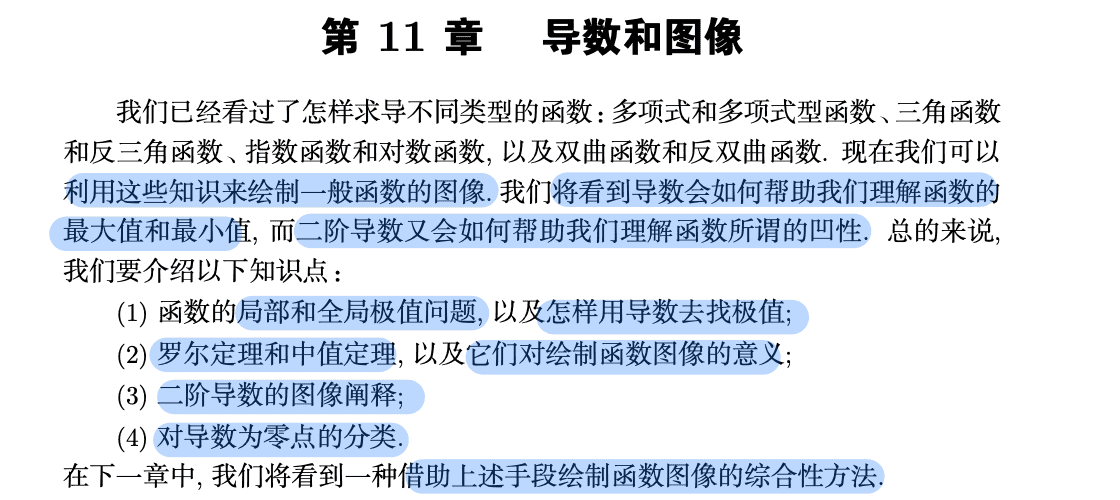 第 11 章 导数和图像
我们已经看过了怎样求导不同类型的函数: 多项式和多项式型函数、三角函数
和反三角函数、指数函数和对数函数, 以及双曲函数和反双曲函数. 现在我们可以
利用这些知识来绘制一般函数的图像. 我们将看到导数会如何帮助我们理解函数的
最大值和最小值, 而二阶导数又会如何帮助我们理解函数所谓的凹性. 总的来说,
我们要介绍以下知识点:
(1) 函数的局部和全局极值问题, 以及怎样用导数去找极值;
(2) 罗尔定理和中值定理, 以及它们对绘制函数图像的意义;
(3) 二阶导数的图像阐释;
(4) 对导数为零点的分类.
在下一章中, 我们将看到一种借助上述手段绘制函数图像的综合性方法.